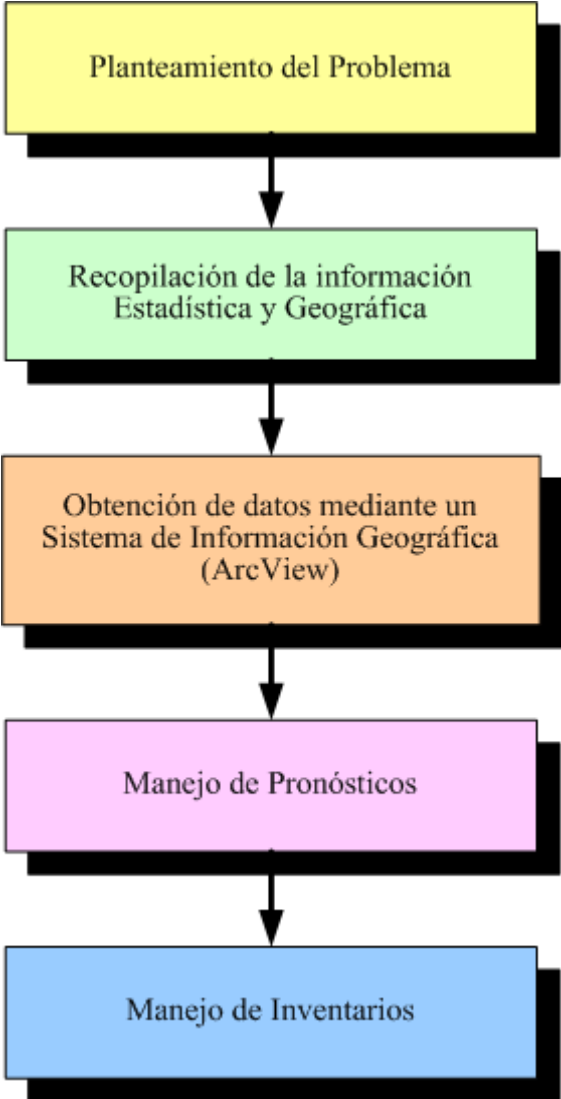 Planteamiento del Problema
Recopilación de la información
Estadística y Geográfica
Obtención de datos mediante un
Sistema de Información Geográfica
(ArcView)
Manejo de Pronósticos
Manejo de Inventarios